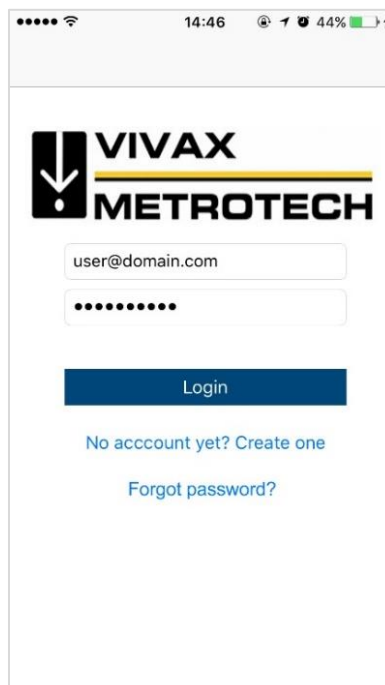 14:46 44%
VIVAX
METROTECH
user@domain.com
••••••••••
Login
No acccount yet? Create one
Forgot password?